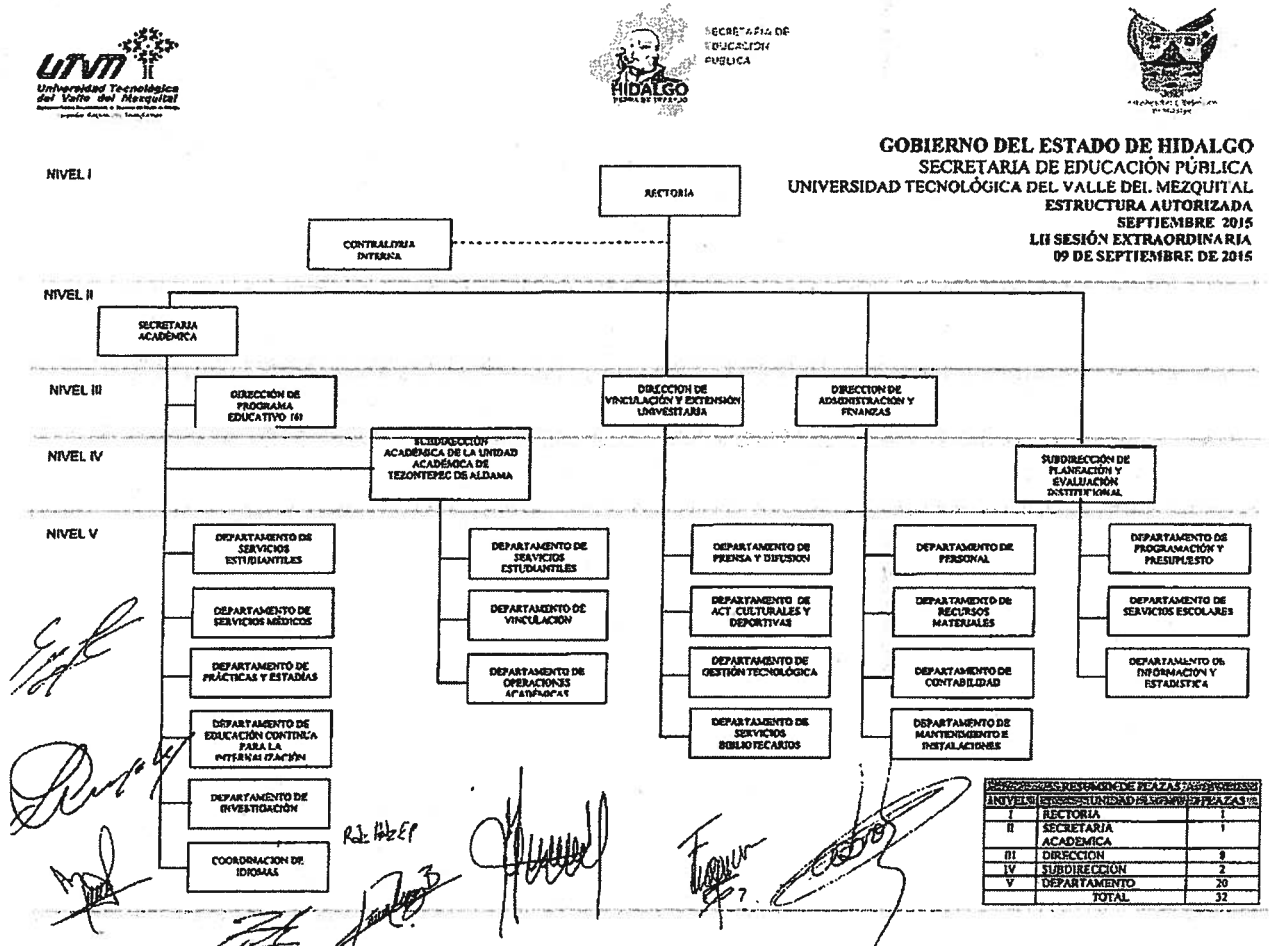 UTVM
Universidad Tecnológica
del Valle del Mezquital
HIDALGO
SECRETARÍA DE
EDUCACIÓN
PÚBLICA
GOBIERNO DEL ESTADO DE HIDALGO
SECRETARIA DE EDUCACIÓN PÚBLICA
UNIVERSIDAD TECNOLÓGICA DEL VALLE DEL MEZQUITAL
ESTRUCTURA AUTORIZADA
SEPTIEMBRE 2015
LII SESIÓN EXTRAORDINARIA
09 DE SEPTIEMBRE DE 2015
NIVEL I
RECTORIA
CONTRALORIA
INTERNA
NIVEL II
SECRETARIA
ACADÉMICA
NIVEL III
DIRECCIÓN DE
PROGRAMA
EDUCATIVO (6)
DIRECCION DE
VINCULACIÓN Y EXTENSIÓN
UNIVESITARIA
DIRECCION DE
ADMINISTRACIÓN Y
FINANZAS
NIVEL IV
SUBDIRECCIÓN
ACADÉMICA DE LA UNIDAD
ACADÉMICA DE
TEZONTEPEC DE ALDAMA
SUBDIRECCIÓN DE
PLANEACIÓN Y
EVALUACIÓN
INSTITUCIONAL
NIVEL V
DEPARTAMENTO DE
SERVICIOS
ESTUDIANTILES
DEPARTAMENTO DE
SERVICIOS MÉDICOS
DEPARTAMENTO DE
PRÁCTICAS Y ESTADÍAS
DEPARTAMENTO DE
EDUCACIÓN CONTINUA
PARA LA
INTERNALIZACIÓN
DEPARTAMENTO DE
INVESTIGACIÓN
COORDINACION DE
IDIOMAS
DEPARTAMENTO DE
SERVICIOS
ESTUDIANTILES
DEPARTAMENTO DE
VINCULACIÓN
DEPARTAMENTO DE
OPERACIONES
ACADÉMICAS
DEPARTAMENTO DE
PRENSA Y DIFUSION
DEPARTAMENTO DE
ACT CULTURALES Y
DEPORTIVAS
DEPARTAMENTO DE
GESTIÓN TECNOLÓGICA
DEPARTAMENTO DE
SERVICIOS
BIBLIOTECARIOS
DEPARTAMENTO DE
PERSONAL
DEPARTAMENTO DE
RECURSOS
MATERIALES
DEPARTAMENTO DE
CONTABILIDAD
DEPARTAMENTO DE
MANTENIMIENTO E
INSTALACIONES
DEPARTAMENTO DE
PROGRAMACIÓN Y
PRESUPUESTO
DEPARTAMENTO DE
SERVICIOS ESCOLARES
DEPARTAMENTO DE
INFORMACION Y
ESTADISTICA
RESUMEN DE PLAZAS
NIVEL UNIDAD PLAZAS
I RECTORIA 1
II SECRETARIA ACADEMICA 1
III DIRECCION 8
IV SUBDIRECCION 2
V DEPARTAMENTO 20
TOTAL 32